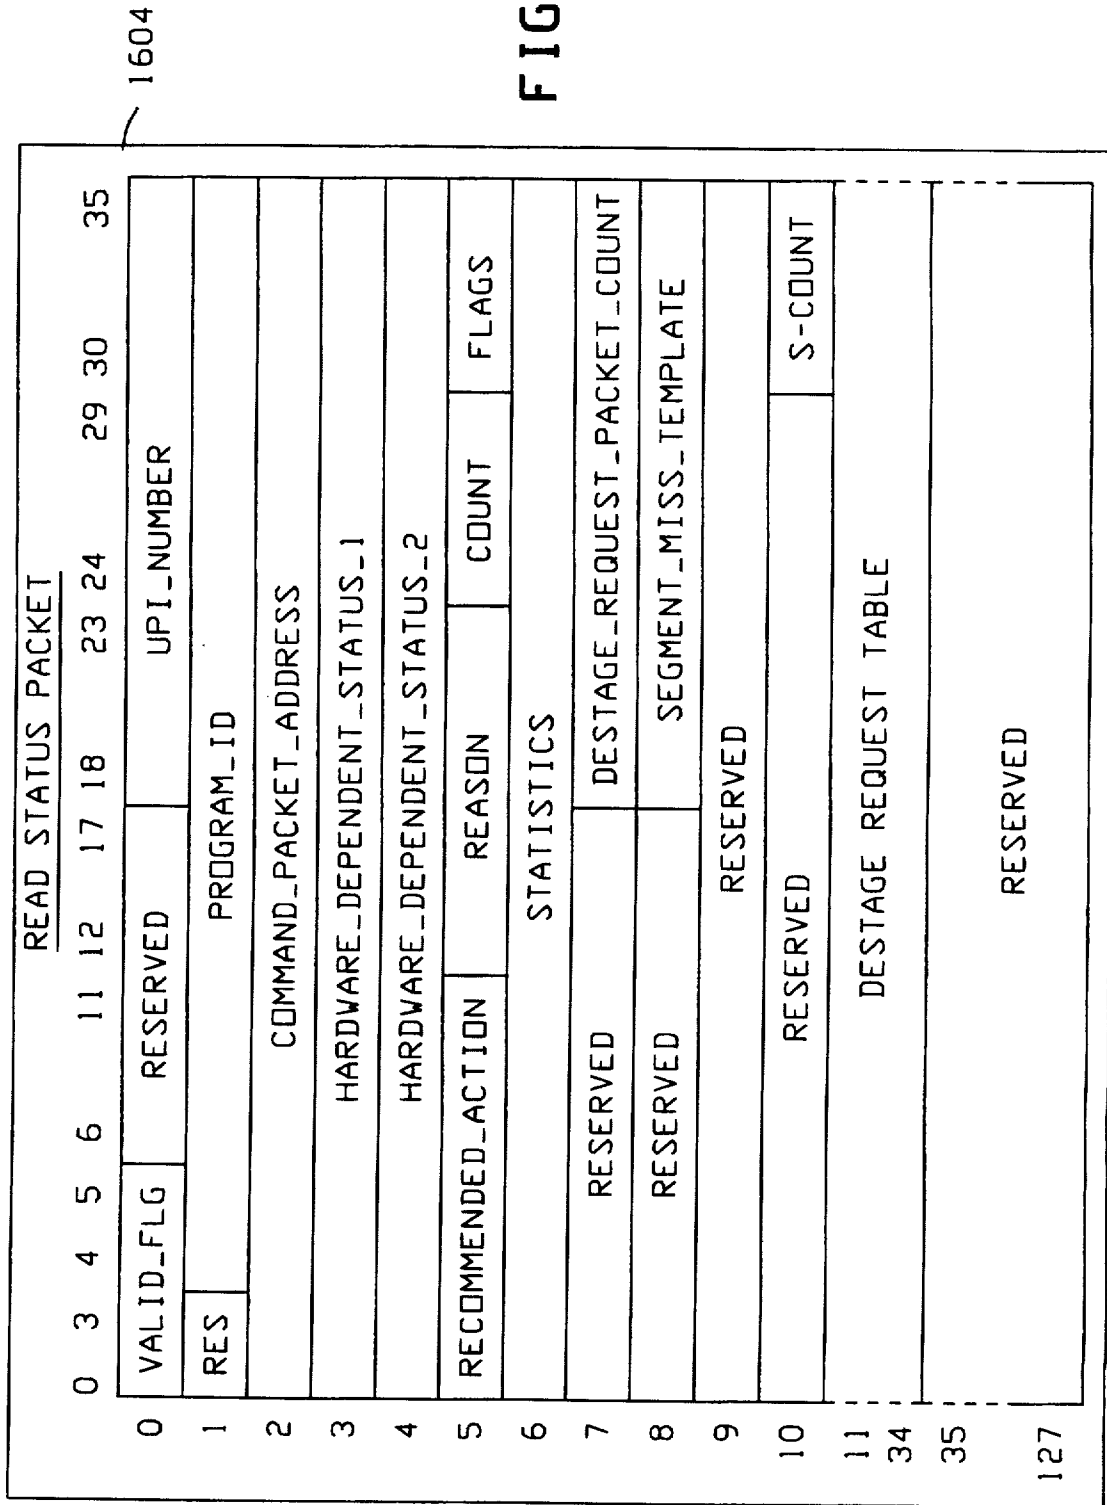 READ STATUS PACKET
0 3 4 5 6 11 12 17 18 23 24 29 30 35
1604
0 VALID_FLG RESERVED UPI_NUMBER
1 RES PROGRAM_ID
2 COMMAND_PACKET_ADDRESS
3 HARDWARE_DEPENDENT_STATUS_1
4 HARDWARE_DEPENDENT_STATUS_2
5 RECOMMENDED_ACTION REASON COUNT FLAGS
6 STATISTICS
7 RESERVED DESTAGE_REQUEST_PACKET_COUNT
8 RESERVED SEGMENT_MISS_TEMPLATE
9 RESERVED
10 RESERVED S-COUNT
11
DESTAGE REQUEST TABLE
34
35
RESERVED
127
FIG